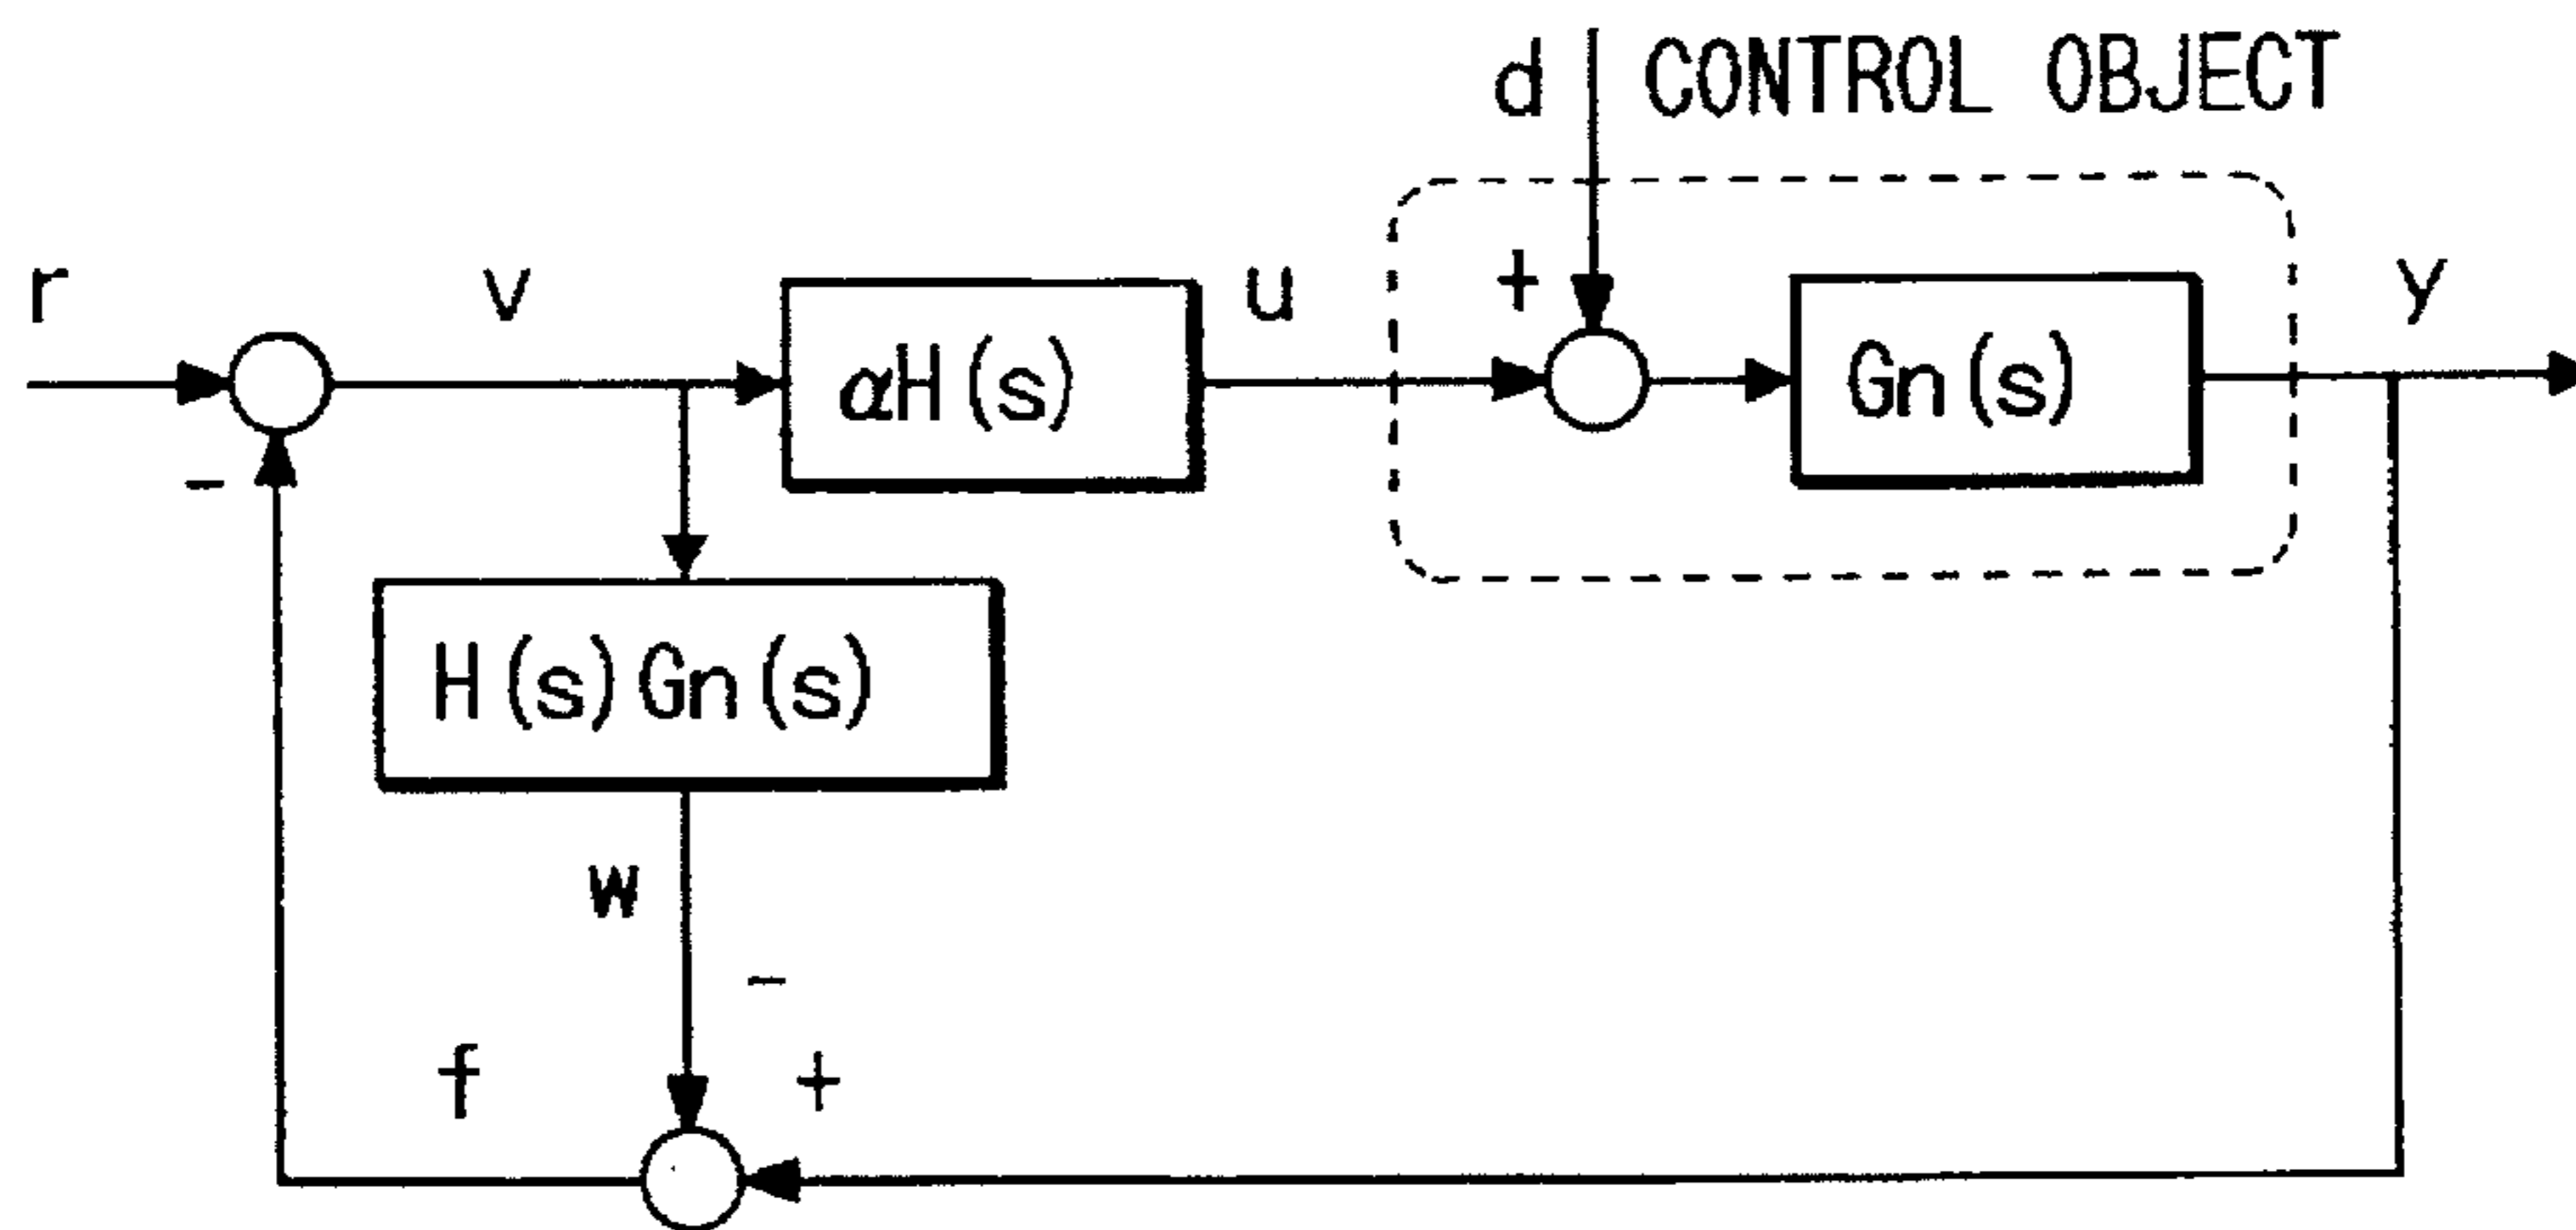 d CONTROL OBJECT
r v u + y
αH(s) Gn(s)
-
H(s)Gn(s)
w
-
f +